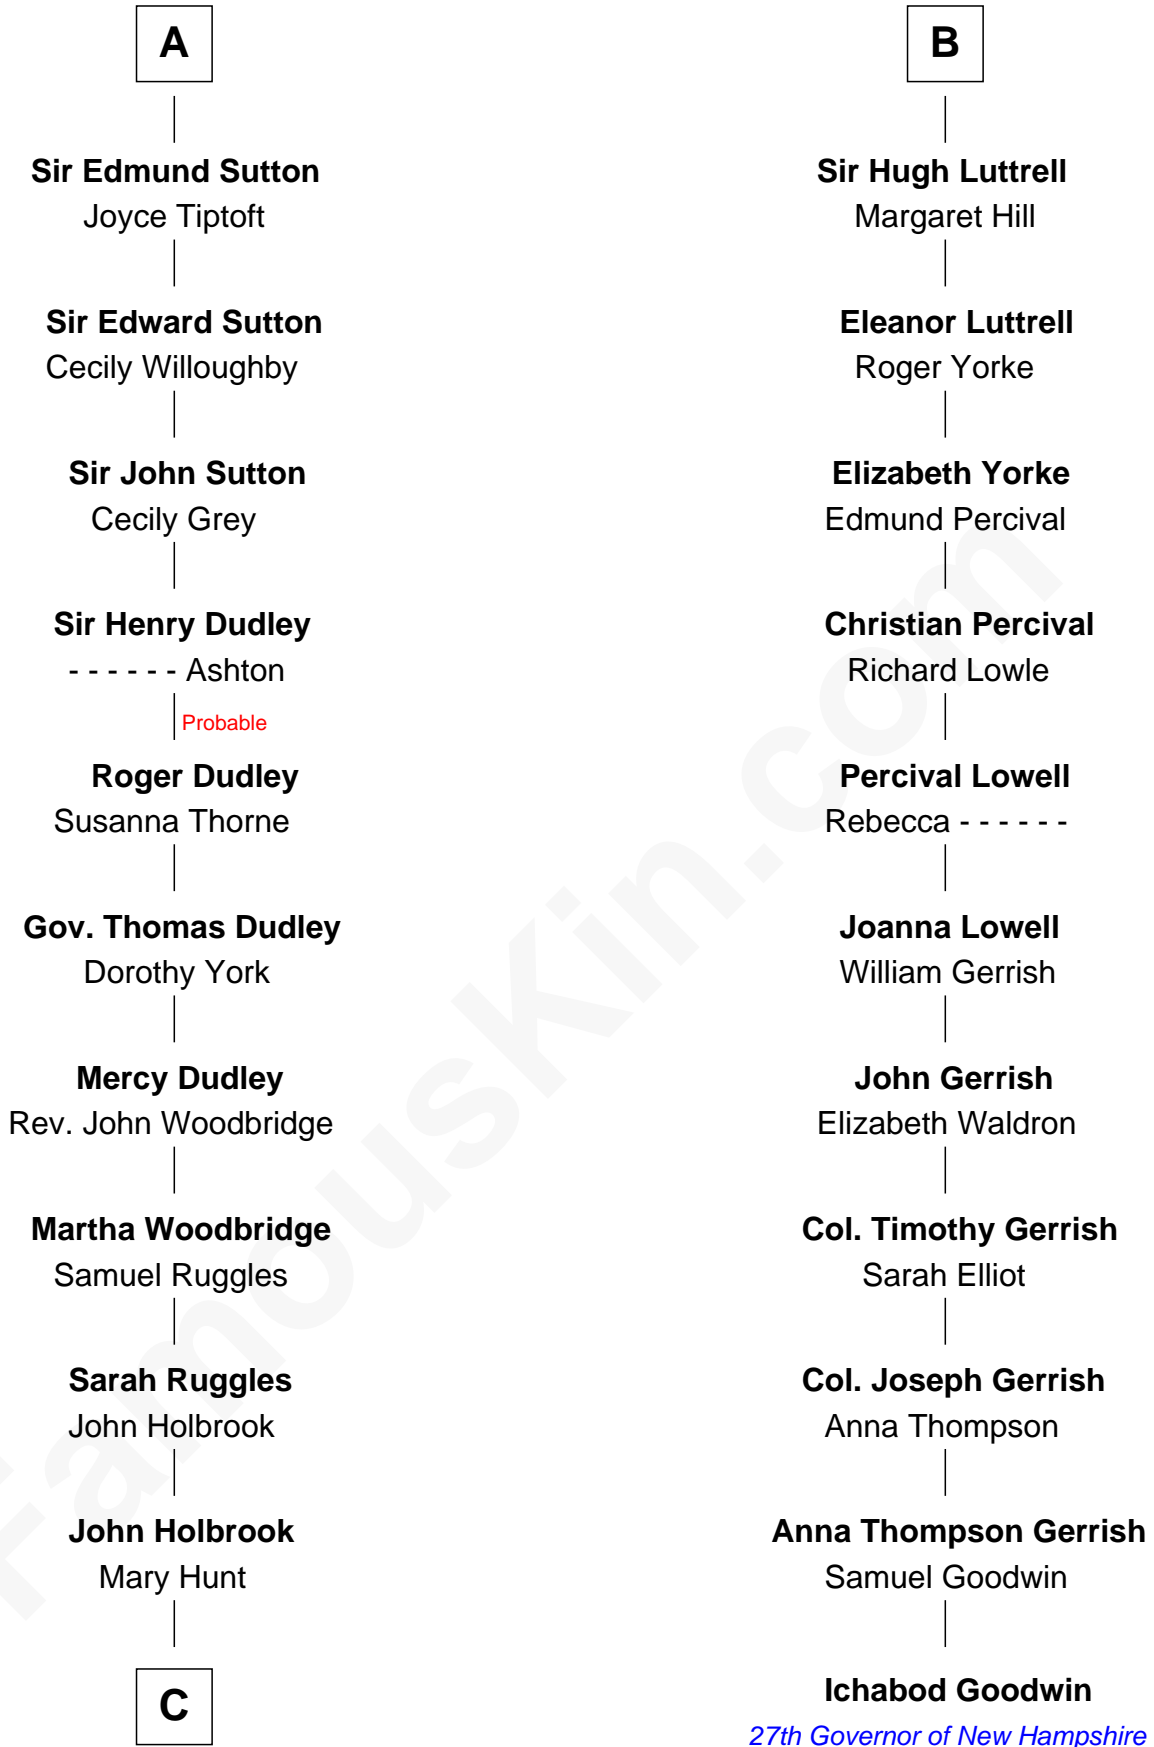 A
Sir Edmund Sutton
Joyce Tiptoft
Sir Edward Sutton
Cecily Willoughby
Sir John Sutton
Cecily Grey
Sir Henry Dudley
- - - - - - Ashton
Probable
Roger Dudley
Susanna Thorne
Gov. Thomas Dudley
Dorothy York
Mercy Dudley
Rev. John Woodbridge
Martha Woodbridge
Samuel Ruggles
Sarah Ruggles
John Holbrook
John Holbrook
Mary Hunt
C
B
Sir Hugh Luttrell
Margaret Hill
Eleanor Luttrell
Roger Yorke
Elizabeth Yorke
Edmund Percival
Christian Percival
Richard Lowle
Percival Lowell
Rebecca - - - - - -
Joanna Lowell
William Gerrish
John Gerrish
Elizabeth Waldron
Col. Timothy Gerrish
Sarah Elliot
Col. Joseph Gerrish
Anna Thompson
Anna Thompson Gerrish
Samuel Goodwin
Ichabod Goodwin
27th Governor of New Hampshire
FamousKin.com